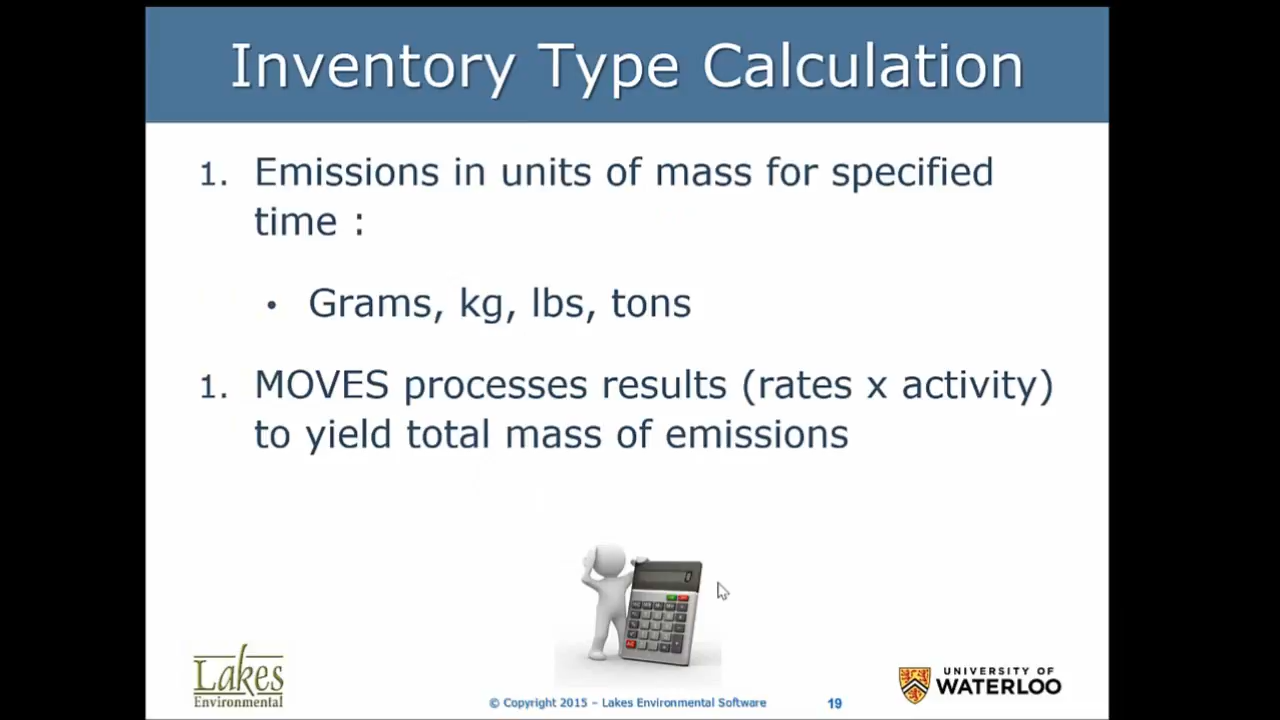 Inventory Type Calculation
1. Emissions in units of mass for specified
time :
• Grams, kg, lbs, tons
1. MOVES processes results (rates x activity)
to yield total mass of emissions
0
Lakes
Environmental
© Copyright 2015 – Lakes Environmental Software
19
UNIVERSITY OF
WATERLOO